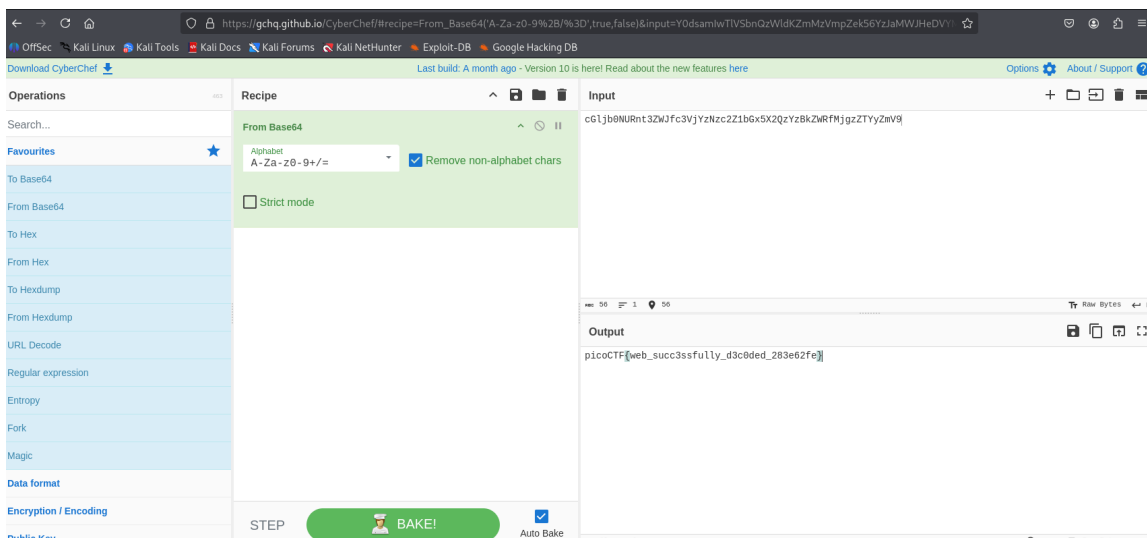 https://gchq.github.io/CyberChef/#recipe=From_Base64('A-Za-z0-9%2B/%3D',true,false)&input=
OffSec Kali Linux Kali Tools Kali Docs Kali Forums Kali NetHunter Exploit-DB Google Hacking DB
Download CyberChef Last build: A month ago - Version 10 is here! Read about the new features here Options About / Support
Operations
Search...
Favourites
To Base64
From Base64
To Hex
From Hex
To Hexdump
From Hexdump
URL Decode
Regular expression
Entropy
Fork
Magic
Data format
Encryption / Encoding
Public Key
Recipe
From Base64
Alphabet
A-Za-z0-9+/=
Remove non-alphabet chars
Strict mode
STEP BAKE! Auto Bake
Input
cGljb0NURnt3ZWJfc3VjYzNzc2Z1bGx5X2QzYzBkZWRfMjgzZTYyZmV9
56 1 56 Raw Bytes
Output
picoCTF{web_succ3ssfully_d3c0ded_283e62fe}